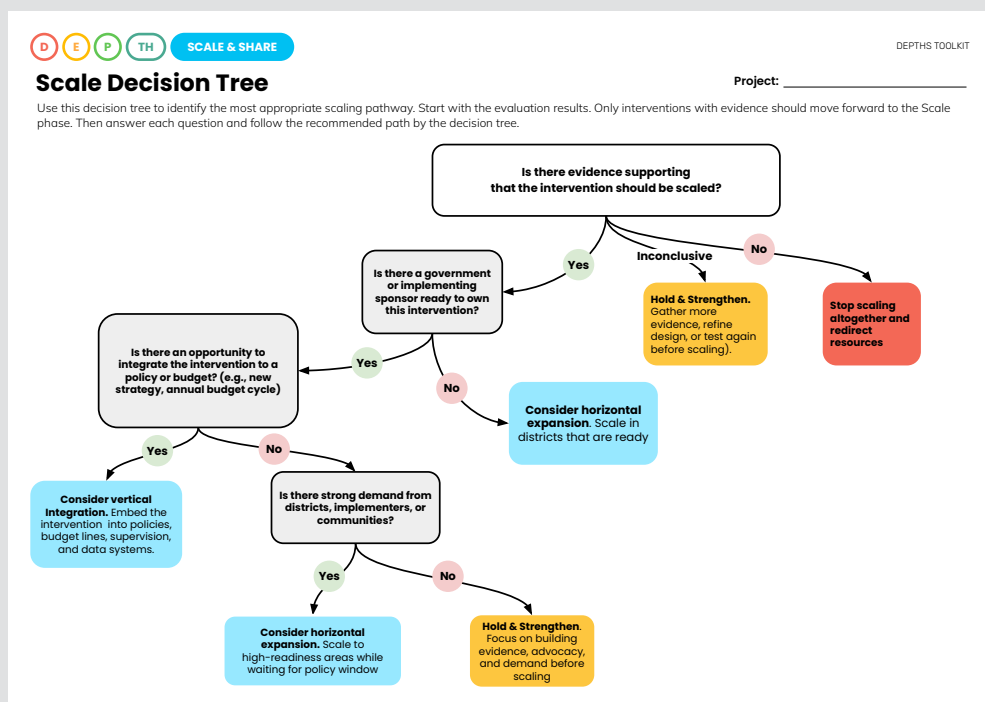 D E P TH SCALE & SHARE
DEPTHS TOOLKIT
Scale Decision Tree
Project:
Use this decision tree to identify the most appropriate scaling pathway. Start with the evaluation results. Only interventions with evidence should move forward to the Scale
phase. Then answer each question and follow the recommended path by the decision tree.
Is there evidence supporting
that the intervention should be scaled?
Yes
Inconclusive
No
Is there a government
or implementing
sponsor ready to own
this intervention?
Hold & Strengthen.
Gather more
evidence, refine
design, or test again
before scaling).
Stop scaling
altogether and
redirect
resources
Yes
No
Is there an opportunity to
integrate the intervention to a
policy or budget? (e.g., new
strategy, annual budget cycle)
Consider horizontal
expansion. Scale in
districts that are ready
Yes
No
Consider vertical
Integration. Embed the
intervention into policies,
budget lines, supervision,
and data systems.
Is there strong demand from
districts, implementers, or
communities?
Yes
No
Consider horizontal
expansion. Scale to
high-readiness areas while
waiting for policy window
Hold & Strengthen.
Focus on building
evidence, advocacy,
and demand before
scaling